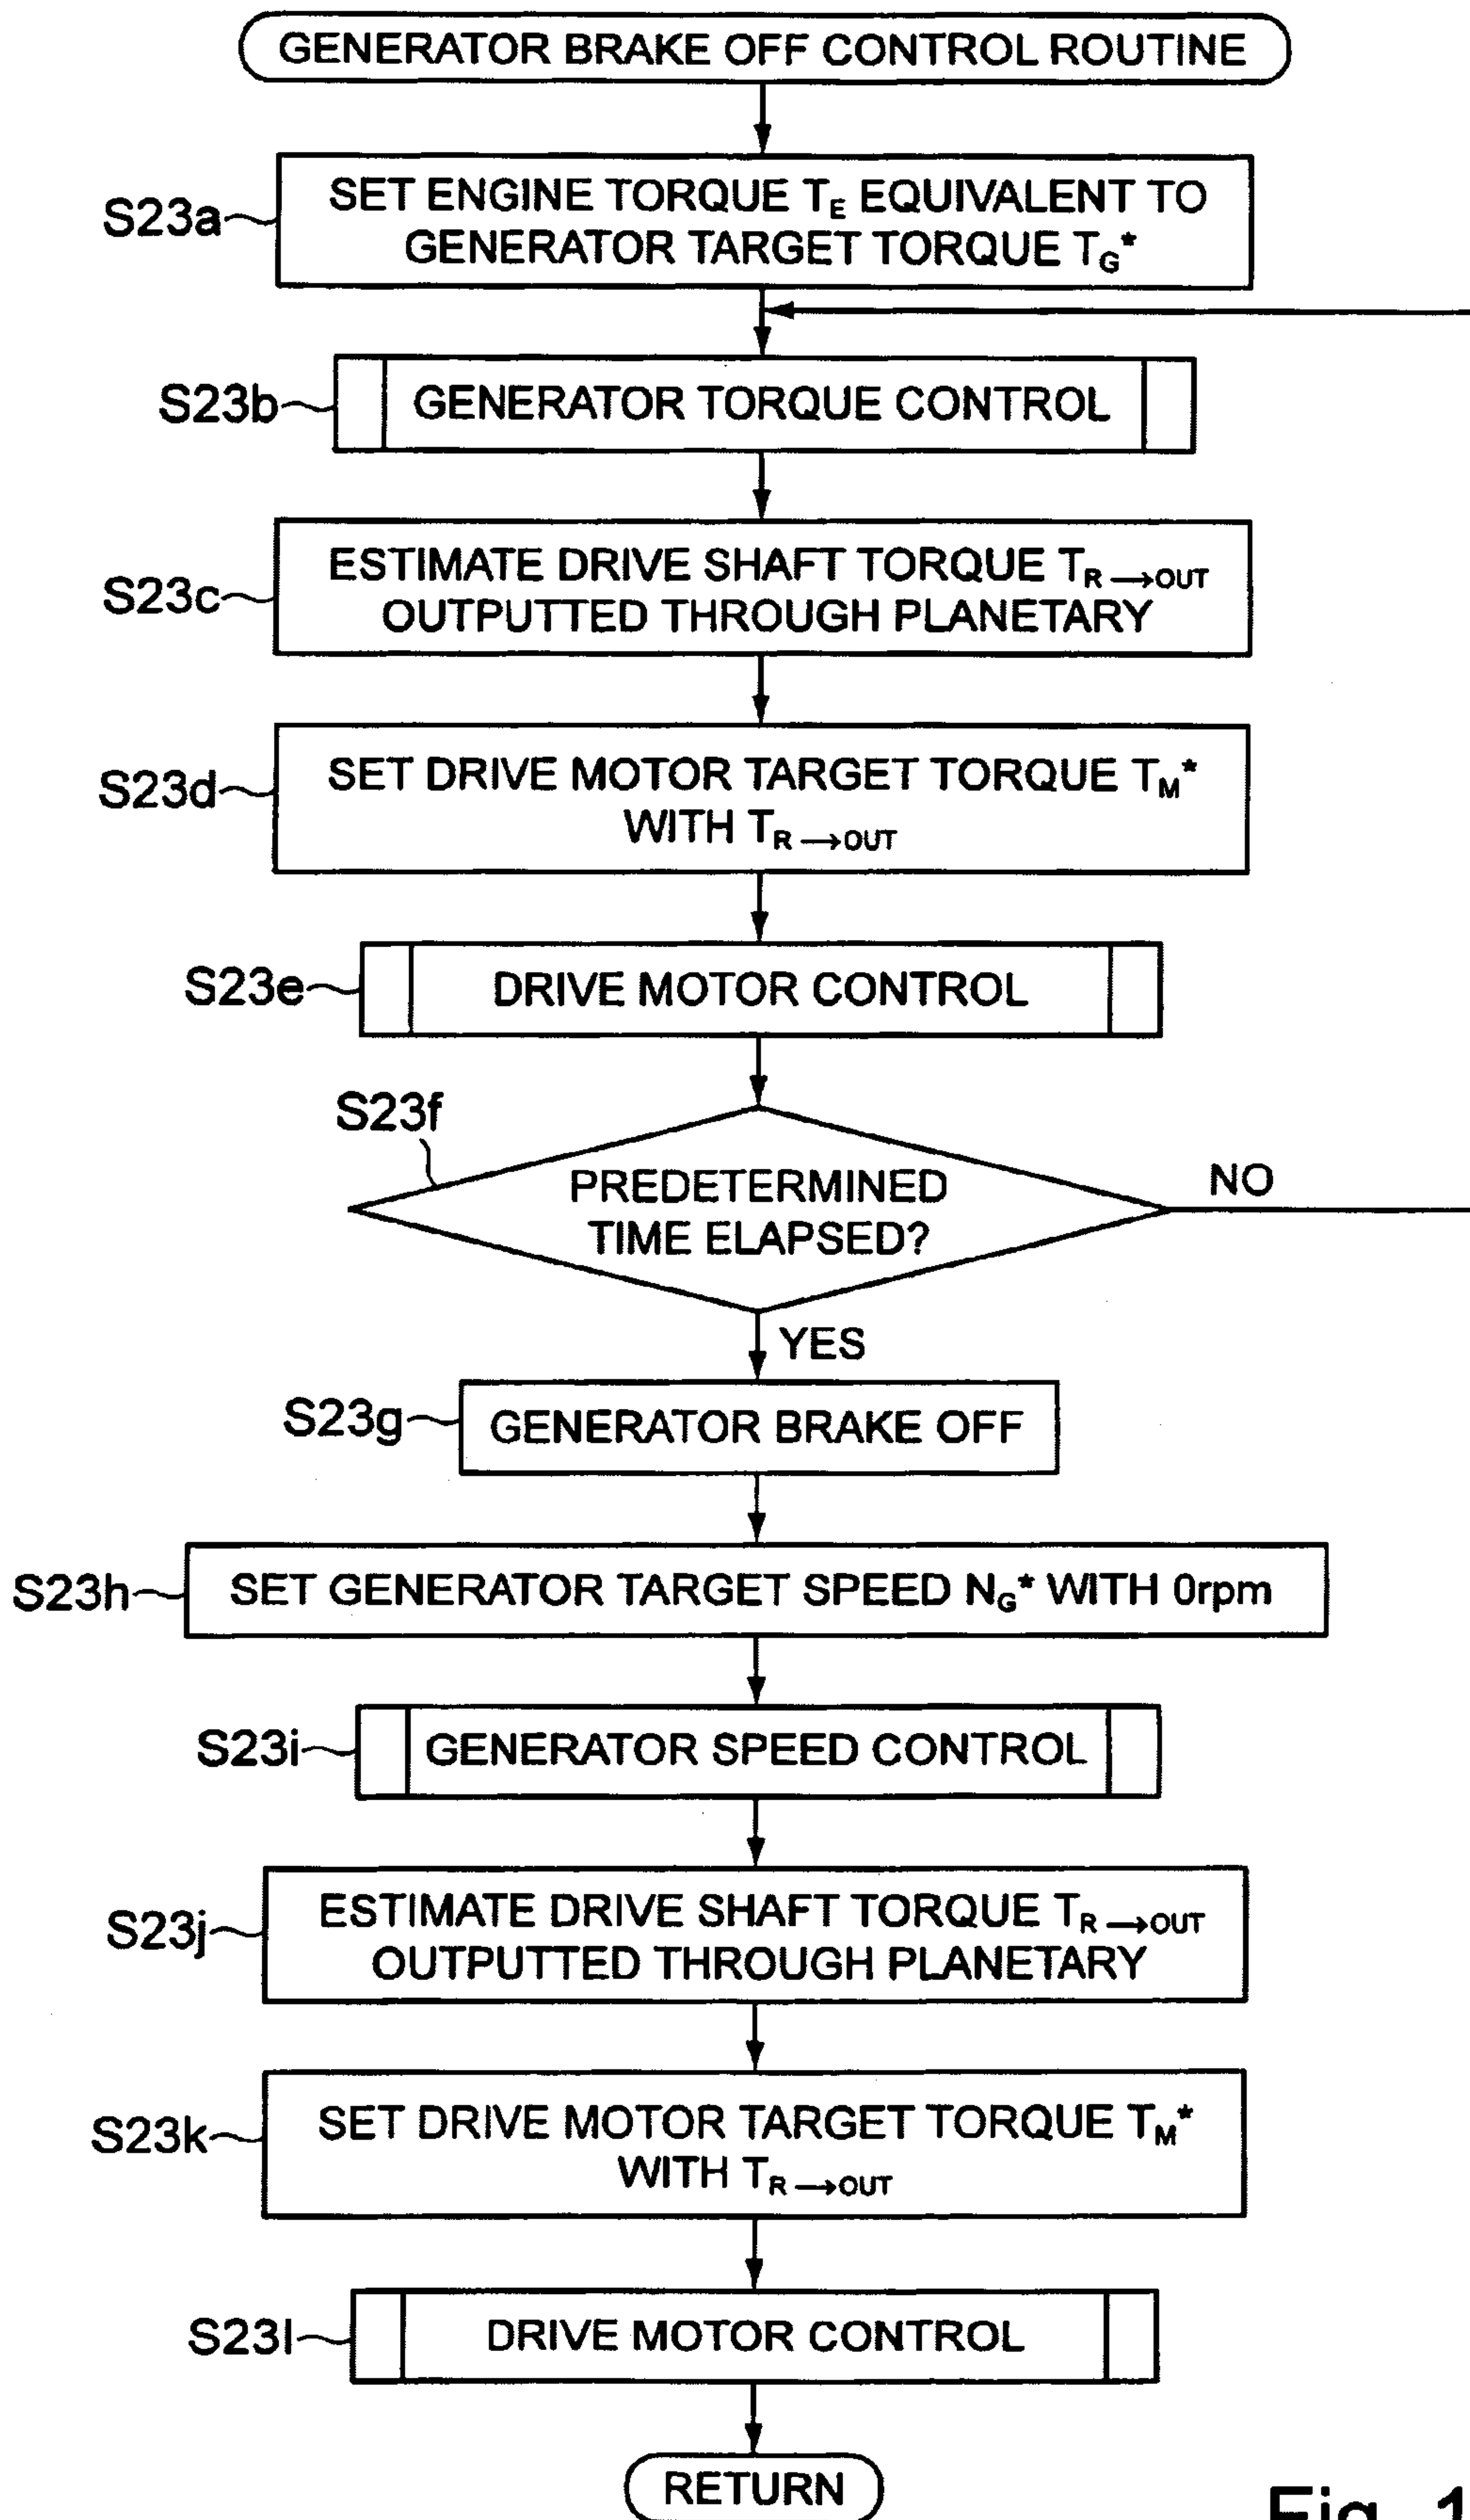 GENERATOR BRAKE OFF CONTROL ROUTINE
S23a
SET ENGINE TORQUE TE EQUIVALENT TO
GENERATOR TARGET TORQUE TG*
S23b
GENERATOR TORQUE CONTROL
S23c
ESTIMATE DRIVE SHAFT TORQUE TR→OUT
OUTPUTTED THROUGH PLANETARY
S23d
SET DRIVE MOTOR TARGET TORQUE TM*
WITH TR→OUT
S23e
DRIVE MOTOR CONTROL
S23f
PREDETERMINED
TIME ELAPSED?
NO
YES
S23g
GENERATOR BRAKE OFF
S23h
SET GENERATOR TARGET SPEED NG* WITH 0rpm
S23i
GENERATOR SPEED CONTROL
S23j
ESTIMATE DRIVE SHAFT TORQUE TR→OUT
OUTPUTTED THROUGH PLANETARY
S23k
SET DRIVE MOTOR TARGET TORQUE TM*
WITH TR→OUT
S23l
DRIVE MOTOR CONTROL
RETURN
Fig.